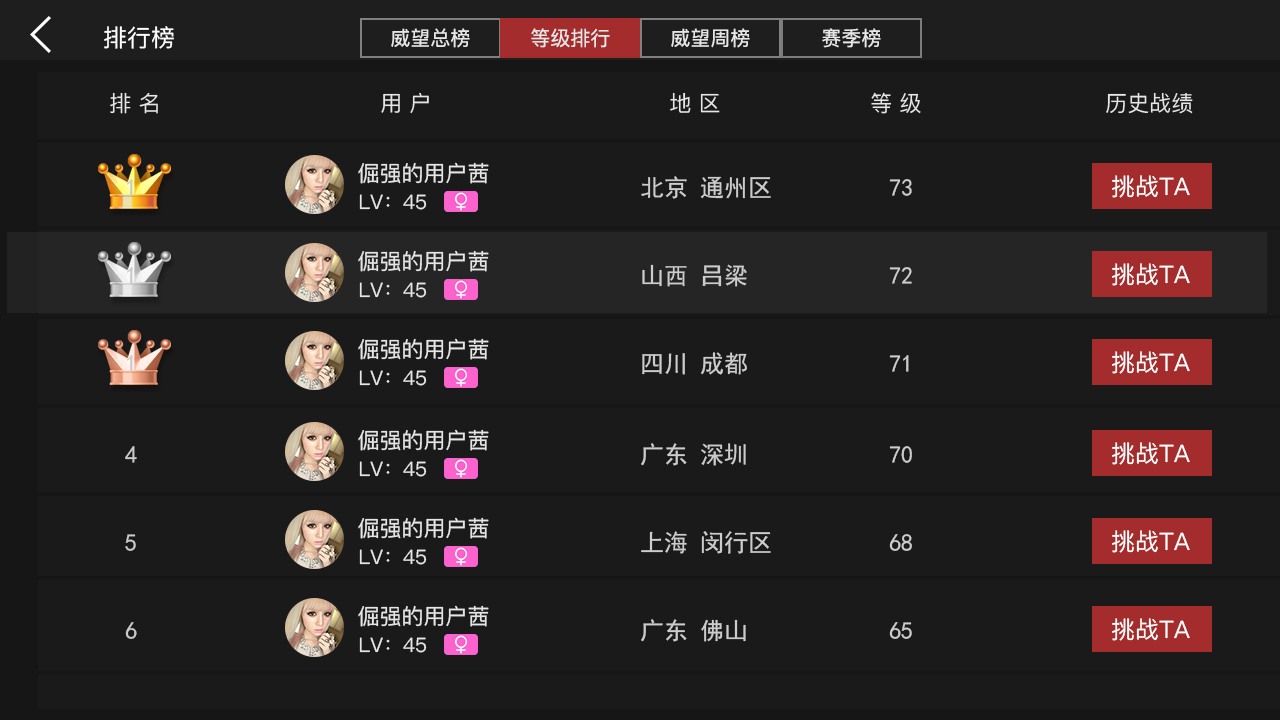 排行榜 威望总榜 等级排行 威望周榜 赛季榜
排 名 用 户 地 区 等 级 历史战绩
倔强的用户茜
LV：45 ♀
北京 通州区 73 挑战TA
倔强的用户茜
LV：45 ♀
山西 吕梁 72 挑战TA
倔强的用户茜
LV：45 ♀
四川 成都 71 挑战TA
4
倔强的用户茜
LV：45 ♀
广东 深圳 70 挑战TA
5
倔强的用户茜
LV：45 ♀
上海 闵行区 68 挑战TA
6
倔强的用户茜
LV：45 ♀
广东 佛山 65 挑战TA